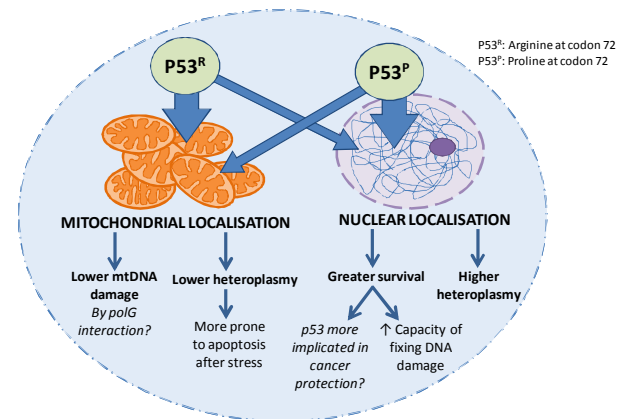 P53R: Arginine at codon 72
P53P: Proline at codon 72
P53R
P53P
MITOCHONDRIAL LOCALISATION
NUCLEAR LOCALISATION
Lower mtDNA
damage
By polG
interaction?
Lower heteroplasmy
More prone
to apoptosis
after stress
Greater survival
p53 more
implicated in
cancer
protection?
↑ Capacity of
fixing DNA
damage
Higher
heteroplasmy